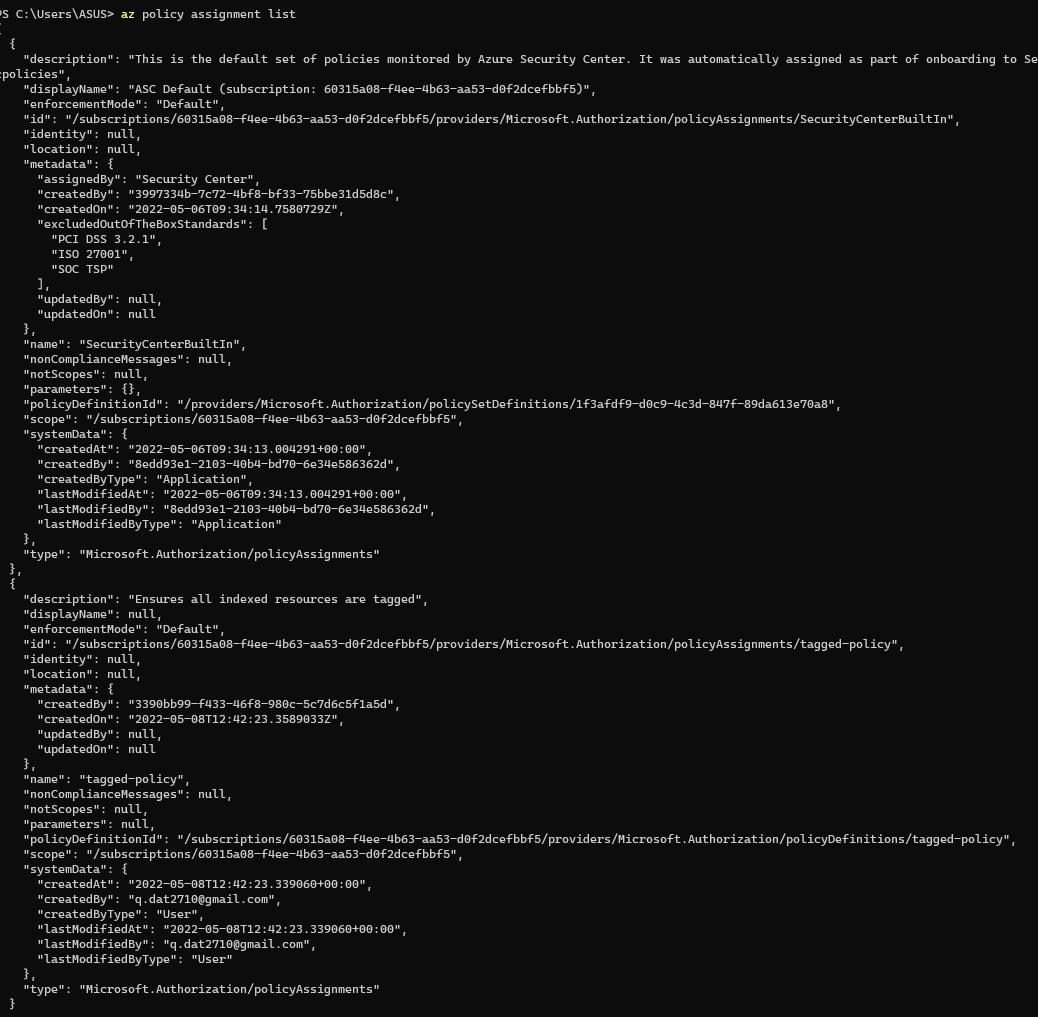 PS C:\Users\ASUS> az policy assignment list
[
  {
    "description": "This is the default set of policies monitored by Azure Security Center. It was automatically assigned as part of onboarding to Se
policies",
    "displayName": "ASC Default (subscription: 60315a08-f4ee-4b63-aa53-d0f2dcefbbf5)",
    "enforcementMode": "Default",
    "id": "/subscriptions/60315a08-f4ee-4b63-aa53-d0f2dcefbbf5/providers/Microsoft.Authorization/policyAssignments/SecurityCenterBuiltIn",
    "identity": null,
    "location": null,
    "metadata": {
      "assignedBy": "Security Center",
      "createdBy": "3997334b-7c72-4bf8-bf33-75bbe31d5d8c",
      "createdOn": "2022-05-06T09:34:14.7580729Z",
      "excludedOutOfTheBoxStandards": [
        "PCI DSS 3.2.1",
        "ISO 27001",
        "SOC TSP"
      ],
      "updatedBy": null,
      "updatedOn": null
    },
    "name": "SecurityCenterBuiltIn",
    "nonComplianceMessages": null,
    "notScopes": null,
    "parameters": {},
    "policyDefinitionId": "/providers/Microsoft.Authorization/policySetDefinitions/1f3afdf9-d0c9-4c3d-847f-89da613e70a8",
    "scope": "/subscriptions/60315a08-f4ee-4b63-aa53-d0f2dcefbbf5",
    "systemData": {
      "createdAt": "2022-05-06T09:34:13.004291+00:00",
      "createdBy": "8edd93e1-2103-40b4-bd70-6e34e586362d",
      "createdByType": "Application",
      "lastModifiedAt": "2022-05-06T09:34:13.004291+00:00",
      "lastModifiedBy": "8edd93e1-2103-40b4-bd70-6e34e586362d",
      "lastModifiedByType": "Application"
    },
    "type": "Microsoft.Authorization/policyAssignments"
  },
  {
    "description": "Ensures all indexed resources are tagged",
    "displayName": null,
    "enforcementMode": "Default",
    "id": "/subscriptions/60315a08-f4ee-4b63-aa53-d0f2dcefbbf5/providers/Microsoft.Authorization/policyAssignments/tagged-policy",
    "identity": null,
    "location": null,
    "metadata": {
      "createdBy": "3390bb99-f433-46f8-980c-5c7d6c5f1a5d",
      "createdOn": "2022-05-08T12:42:23.3589033Z",
      "updatedBy": null,
      "updatedOn": null
    },
    "name": "tagged-policy",
    "nonComplianceMessages": null,
    "notScopes": null,
    "parameters": null,
    "policyDefinitionId": "/subscriptions/60315a08-f4ee-4b63-aa53-d0f2dcefbbf5/providers/Microsoft.Authorization/policyDefinitions/tagged-policy",
    "scope": "/subscriptions/60315a08-f4ee-4b63-aa53-d0f2dcefbbf5",
    "systemData": {
      "createdAt": "2022-05-08T12:42:23.339060+00:00",
      "createdBy": "q.dat2710@gmail.com",
      "createdByType": "User",
      "lastModifiedAt": "2022-05-08T12:42:23.339060+00:00",
      "lastModifiedBy": "q.dat2710@gmail.com",
      "lastModifiedByType": "User"
    },
    "type": "Microsoft.Authorization/policyAssignments"
  }